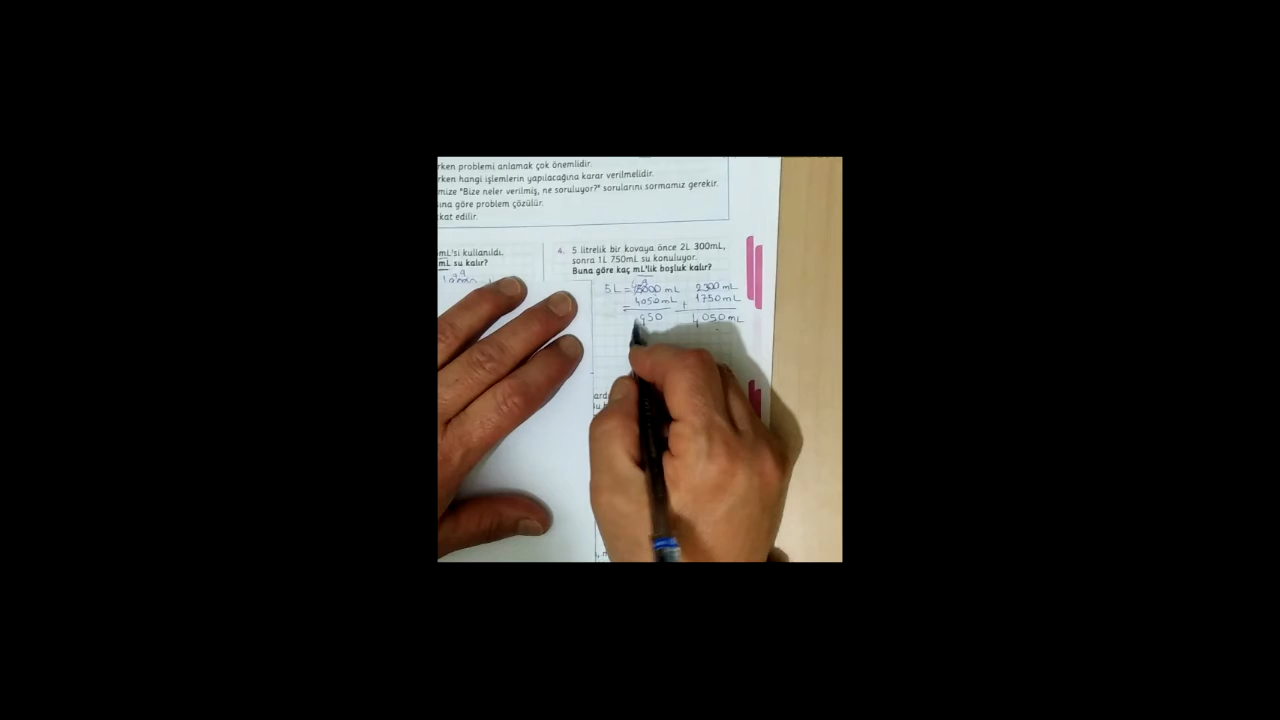 rken problemi anlamak çok önemlidir.
rken hangi işlemlerin yapılacağına karar verilmelidir.
mize "Bize neler verilmiş, ne soruluyor?" sorularını sormamız gerekir.
ına göre problem çözülür.
kat edilir.
mL'si kullanıldı.
mL su kalır?
4. 5 litrelik bir kovaya önce 2L 300mL,
sonra 1L 750mL su konuluyor.
Buna göre kaç mL'lik boşluk kalır?
5L = 5000 mL
4050 mL
950
2300 mL
+ 1750 mL
4050 mL